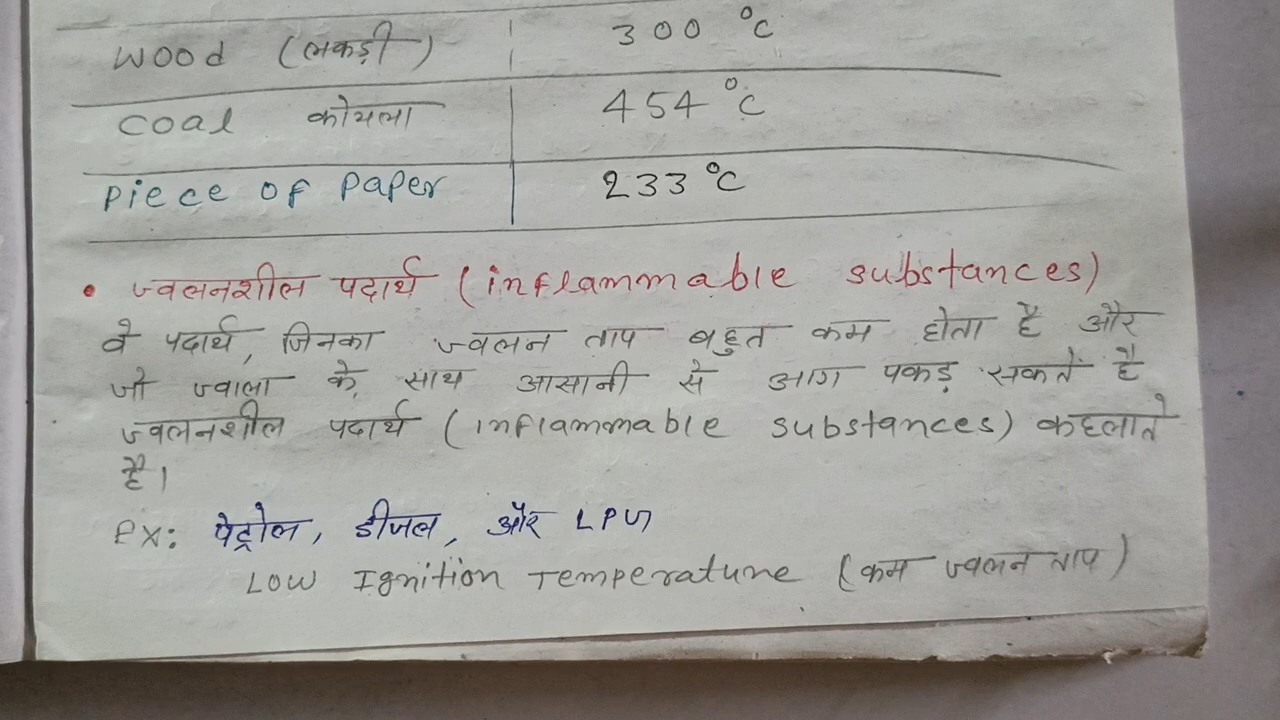 wood (लकड़ी) 300 °C
coal कोयला 454 °C
Piece of Paper 233 °C
• ज्वलनशील पदार्थ (inflammable substances)
वे पदार्थ, जिनका ज्वलन ताप बहुत कम होता है और
जो ज्वाला के साथ आसानी से आग पकड़ सकते है
ज्वलनशील पदार्थ (inflammable substances) कहलाते
है।
EX: पेट्रोल, डीजल, और LPG
LOW Ignition Temperature (कम ज्वलन ताप)